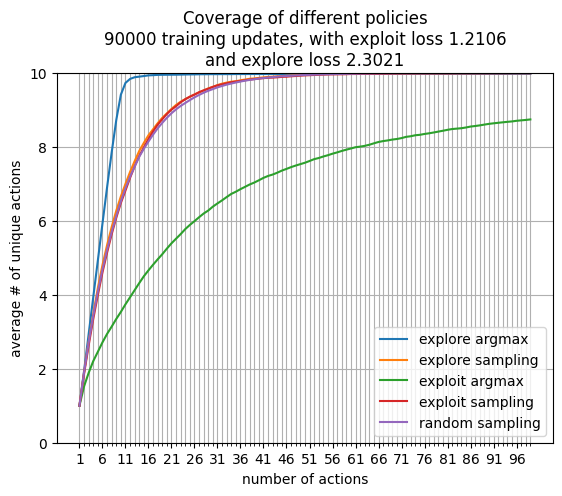 Coverage of different policies
90000 training updates, with exploit loss 1.2106
and explore loss 2.3021
10
8
6
4
2
0
average # of unique actions
explore argmax
explore sampling
exploit argmax
exploit sampling
random sampling
1 6 11 16 21 26 31 36 41 46 51 56 61 66 71 76 81 86 91 96
number of actions